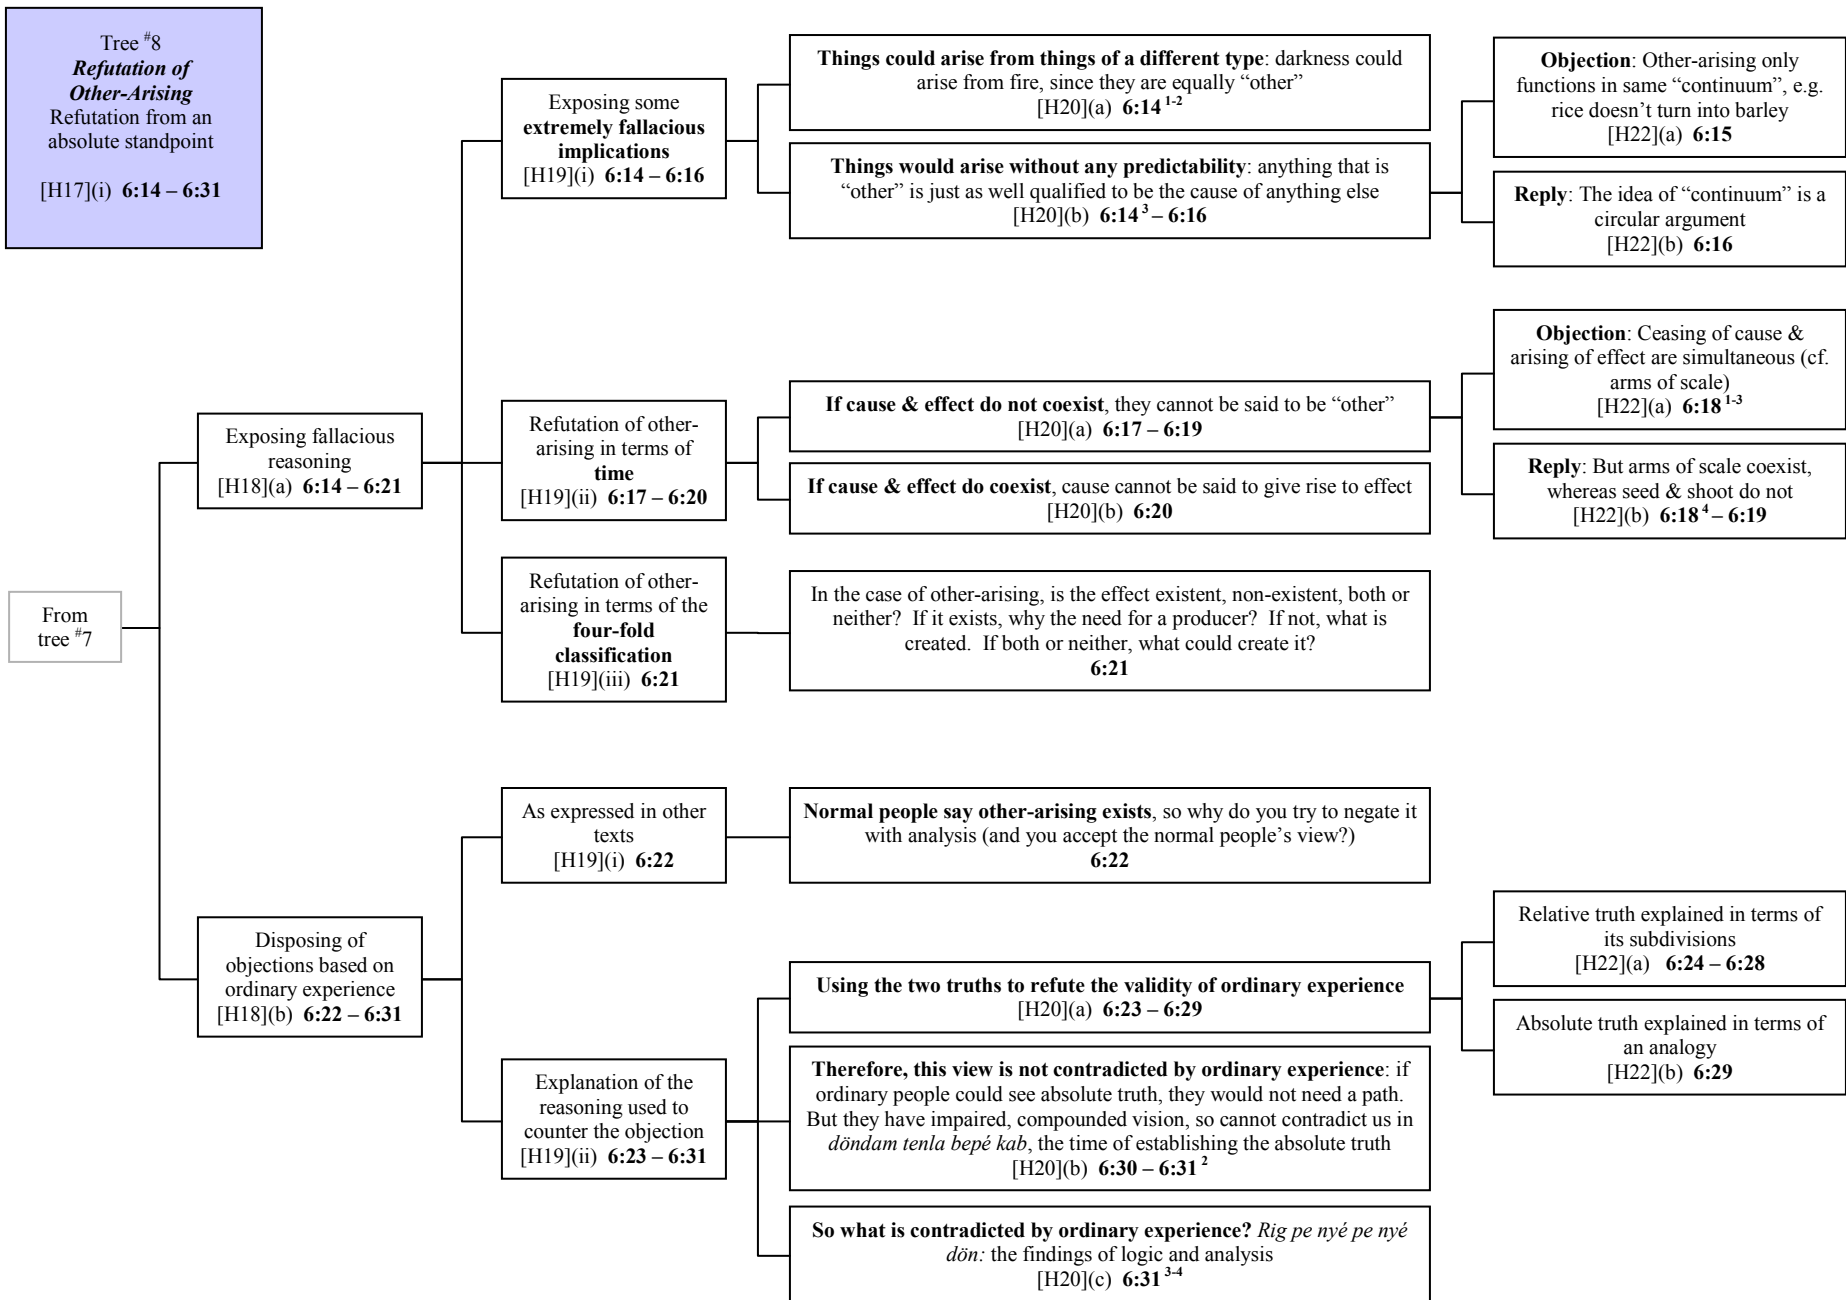 Tree #8
Refutation of
Other-Arising
Refutation from an
absolute standpoint
[H17](i) 6:14 – 6:31
From
tree #7
Exposing fallacious
reasoning
[H18](a) 6:14 – 6:21
Exposing some
extremely fallacious
implications
[H19](i) 6:14 – 6:16
Things could arise from things of a different type: darkness could
arise from fire, since they are equally “other”
[H20](a) 6:14 1-2
Things would arise without any predictability: anything that is
“other” is just as well qualified to be the cause of anything else
[H20](b) 6:14 3 – 6:16
Objection: Other-arising only
functions in same “continuum”, e.g.
rice doesn’t turn into barley
[H22](a) 6:15
Reply: The idea of “continuum” is a
circular argument
[H22](b) 6:16
Refutation of other-
arising in terms of
time
[H19](ii) 6:17 – 6:20
If cause & effect do not coexist, they cannot be said to be “other”
[H20](a) 6:17 – 6:19
If cause & effect do coexist, cause cannot be said to give rise to effect
[H20](b) 6:20
Objection: Ceasing of cause &
arising of effect are simultaneous (cf.
arms of scale)
[H22](a) 6:18 1-3
Reply: But arms of scale coexist,
whereas seed & shoot do not
[H22](b) 6:18 4 – 6:19
Refutation of other-
arising in terms of the
four-fold
classification
[H19](iii) 6:21
In the case of other-arising, is the effect existent, non-existent, both or
neither? If it exists, why the need for a producer? If not, what is
created. If both or neither, what could create it?
6:21
Disposing of
objections based on
ordinary experience
[H18](b) 6:22 – 6:31
As expressed in other
texts
[H19](i) 6:22
Normal people say other-arising exists, so why do you try to negate it
with analysis (and you accept the normal people’s view?)
6:22
Explanation of the
reasoning used to
counter the objection
[H19](ii) 6:23 – 6:31
Using the two truths to refute the validity of ordinary experience
[H20](a) 6:23 – 6:29
Relative truth explained in terms of
its subdivisions
[H22](a) 6:24 – 6:28
Absolute truth explained in terms of
an analogy
[H22](b) 6:29
Therefore, this view is not contradicted by ordinary experience: if
ordinary people could see absolute truth, they would not need a path.
But they have impaired, compounded vision, so cannot contradict us in
döndam tenla bepé kab, the time of establishing the absolute truth
[H20](b) 6:30 – 6:31 2
So what is contradicted by ordinary experience? Rig pe nyé pe nyé
dön: the findings of logic and analysis
[H20](c) 6:31 3-4